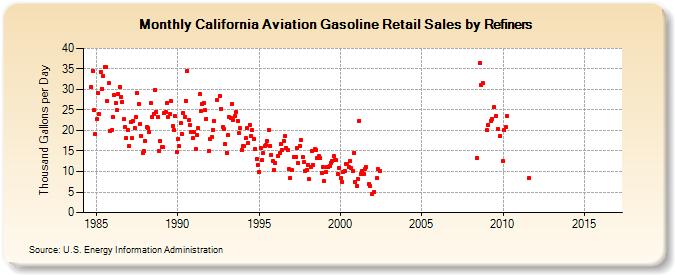 Monthly California Aviation Gasoline Retail Sales by Refiners
Thousand Gallons per Day
40
35
30
25
20
15
10
5
0
1985 1990 1995 2000 2005 2010 2015
Source: U.S. Energy Information Administration